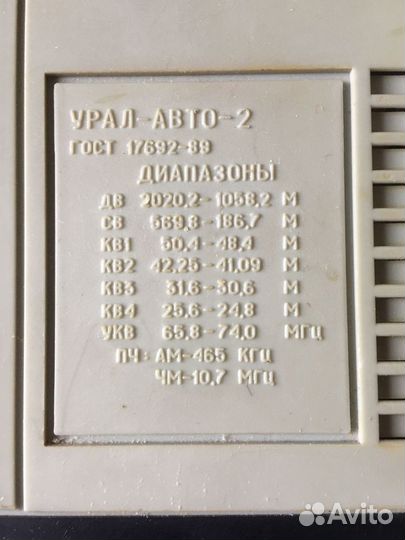 УРАЛ-АВТО-2
ГОСТ 17692-89
ДИАПАЗОНЫ
ДВ 2020,2-1058,2 М
СВ 569,8-186,7 М
КВ1 50,4-48,4 М
КВ2 42,25-41,09 М
КВ3 31,6-30,6 М
КВ4 25,6-24,8 М
УКВ 65,8-74,0 МГЦ
ПЧ: АМ-465 КГЦ
ЧМ-10,7 МГЦ
Avito